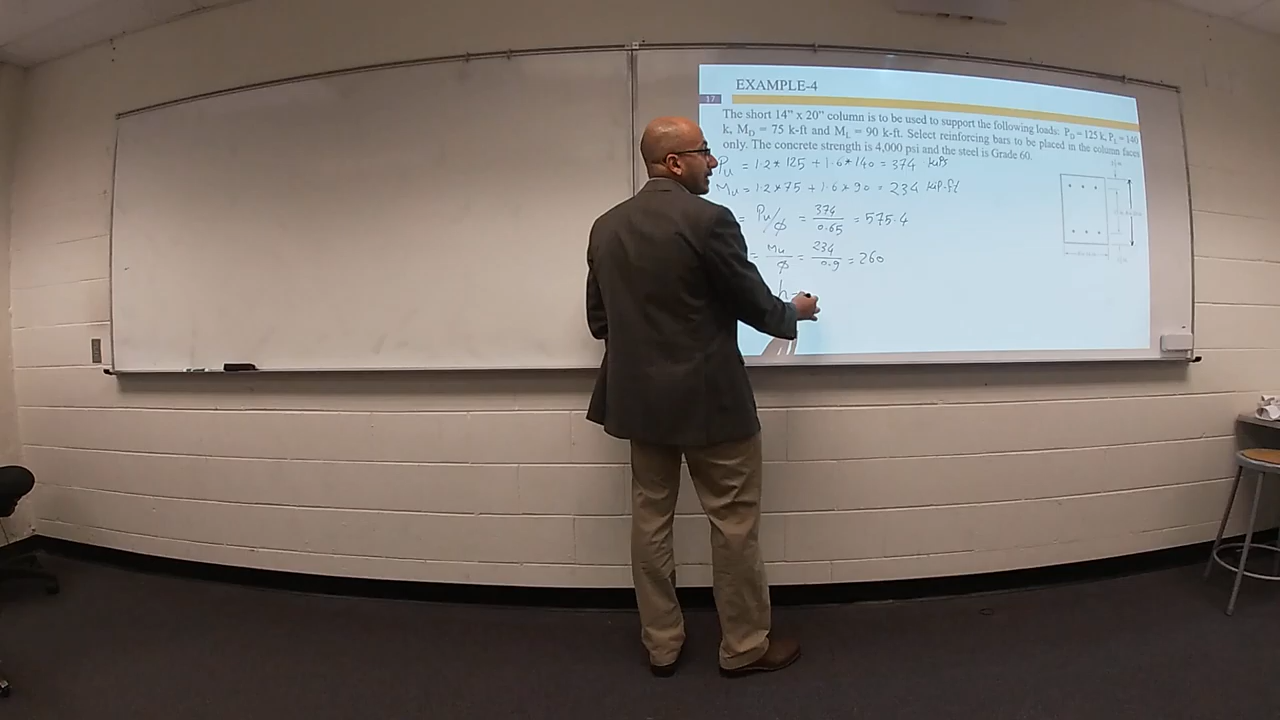 EXAMPLE-4
17
The short 14" x 20" column is to be used to support the following loads: P_D = 125 k, P_L = 140
k, M_D = 75 k-ft and M_L = 90 k-ft. Select reinforcing bars to be placed in the column faces
only. The concrete strength is 4,000 psi and the steel is Grade 60.
Pu = 1.2*125 + 1.6*140 = 374 kips
Mu = 1.2*75 + 1.6*90 = 234 kip.ft
= Pu/φ = 374/0.65 = 575.4
= Mu/φ = 234/0.9 = 260
h